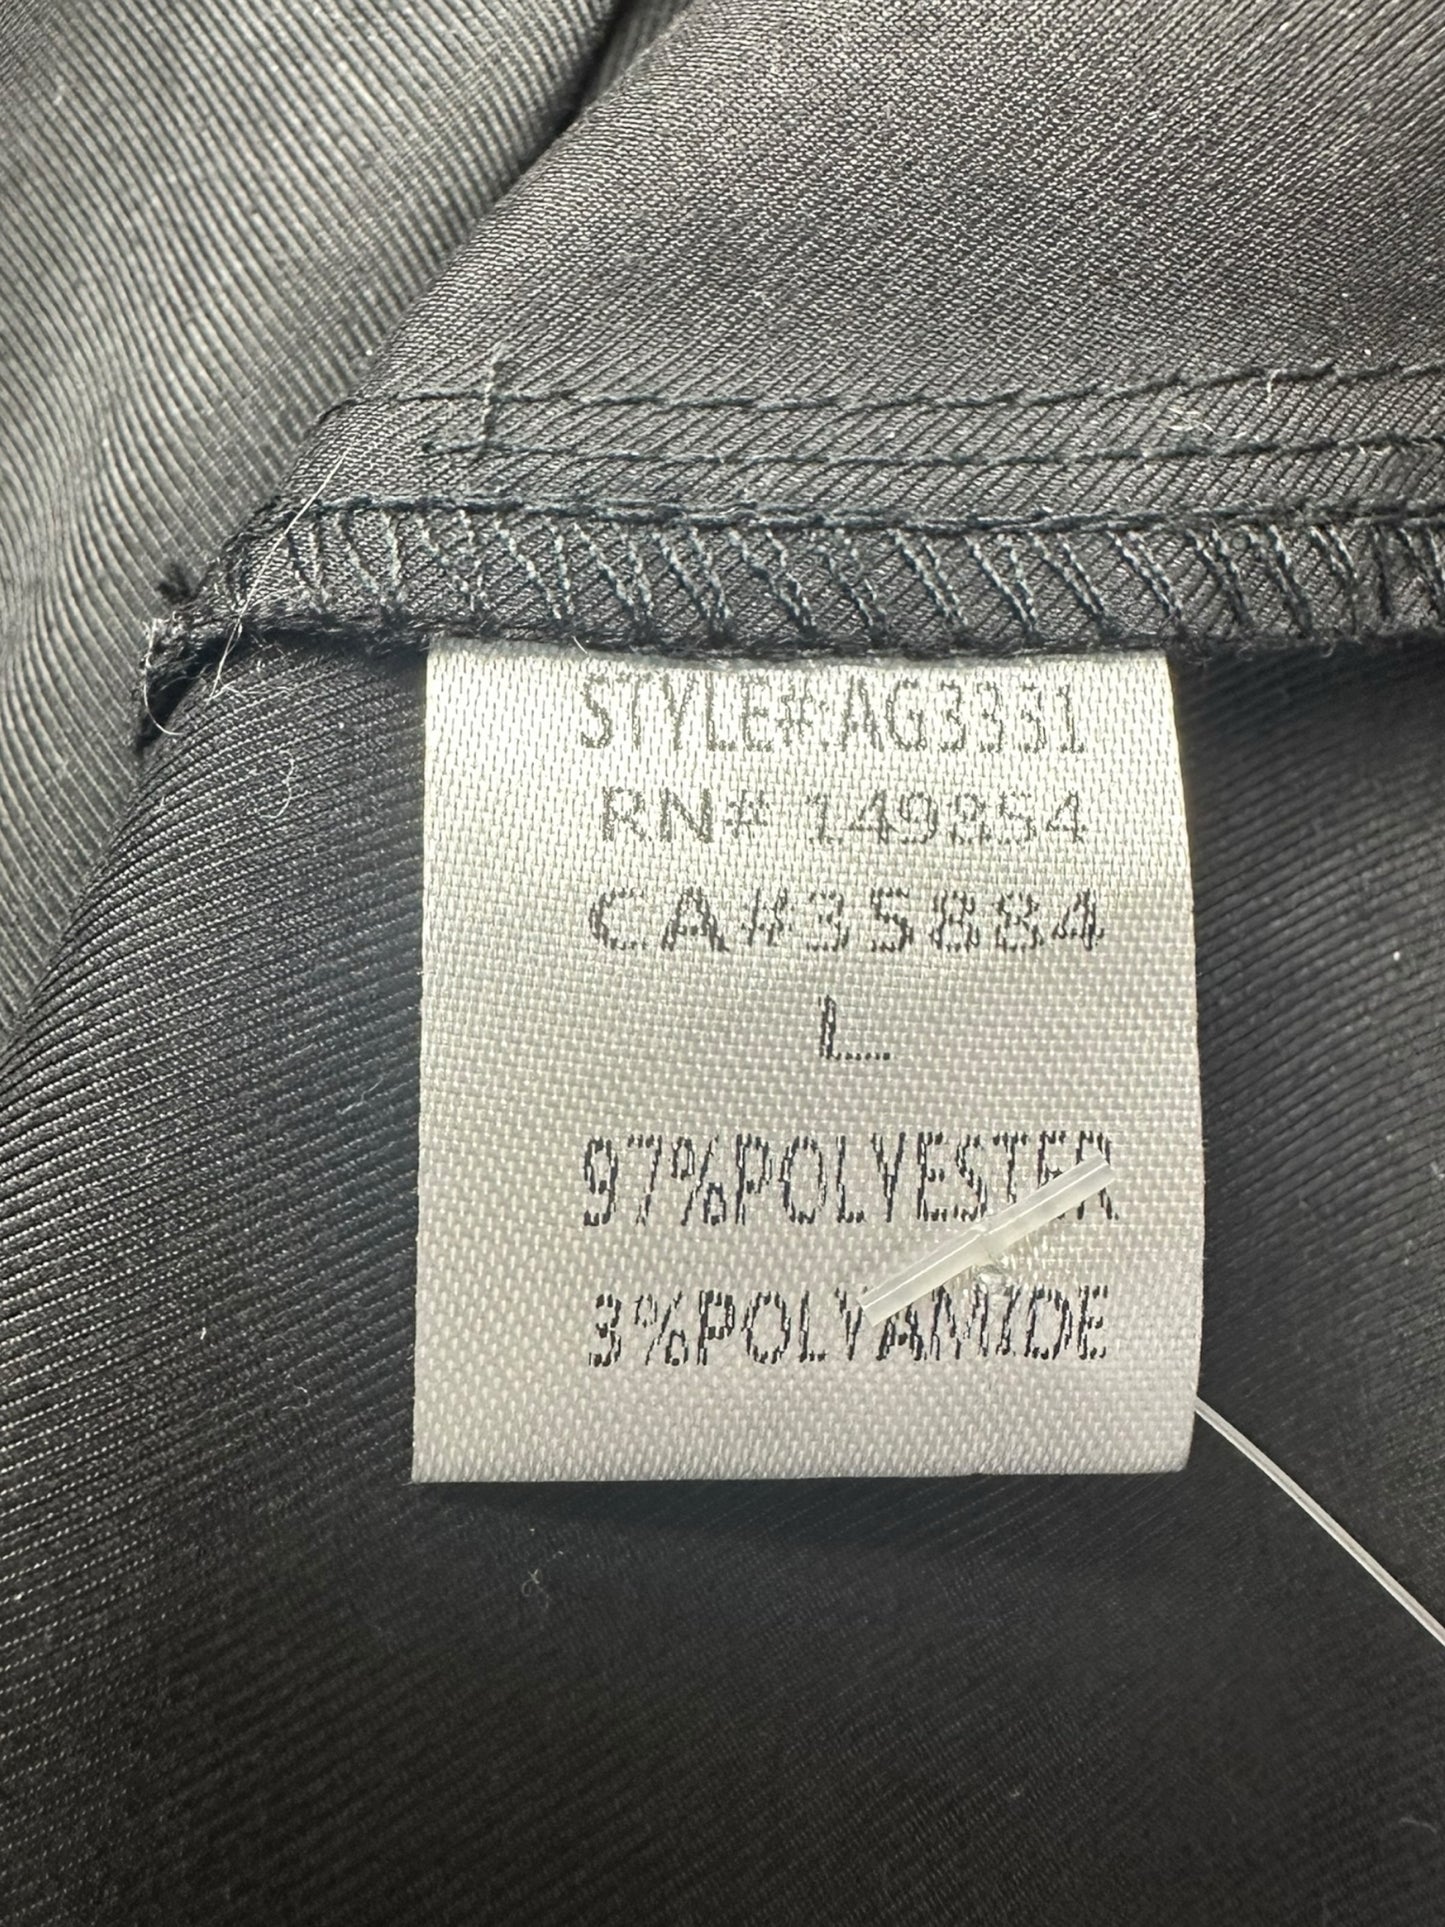 STYLE#:AG3331
RN# 149854
CA#35884
L
97%POLYESTER
3%POLYAMIDE